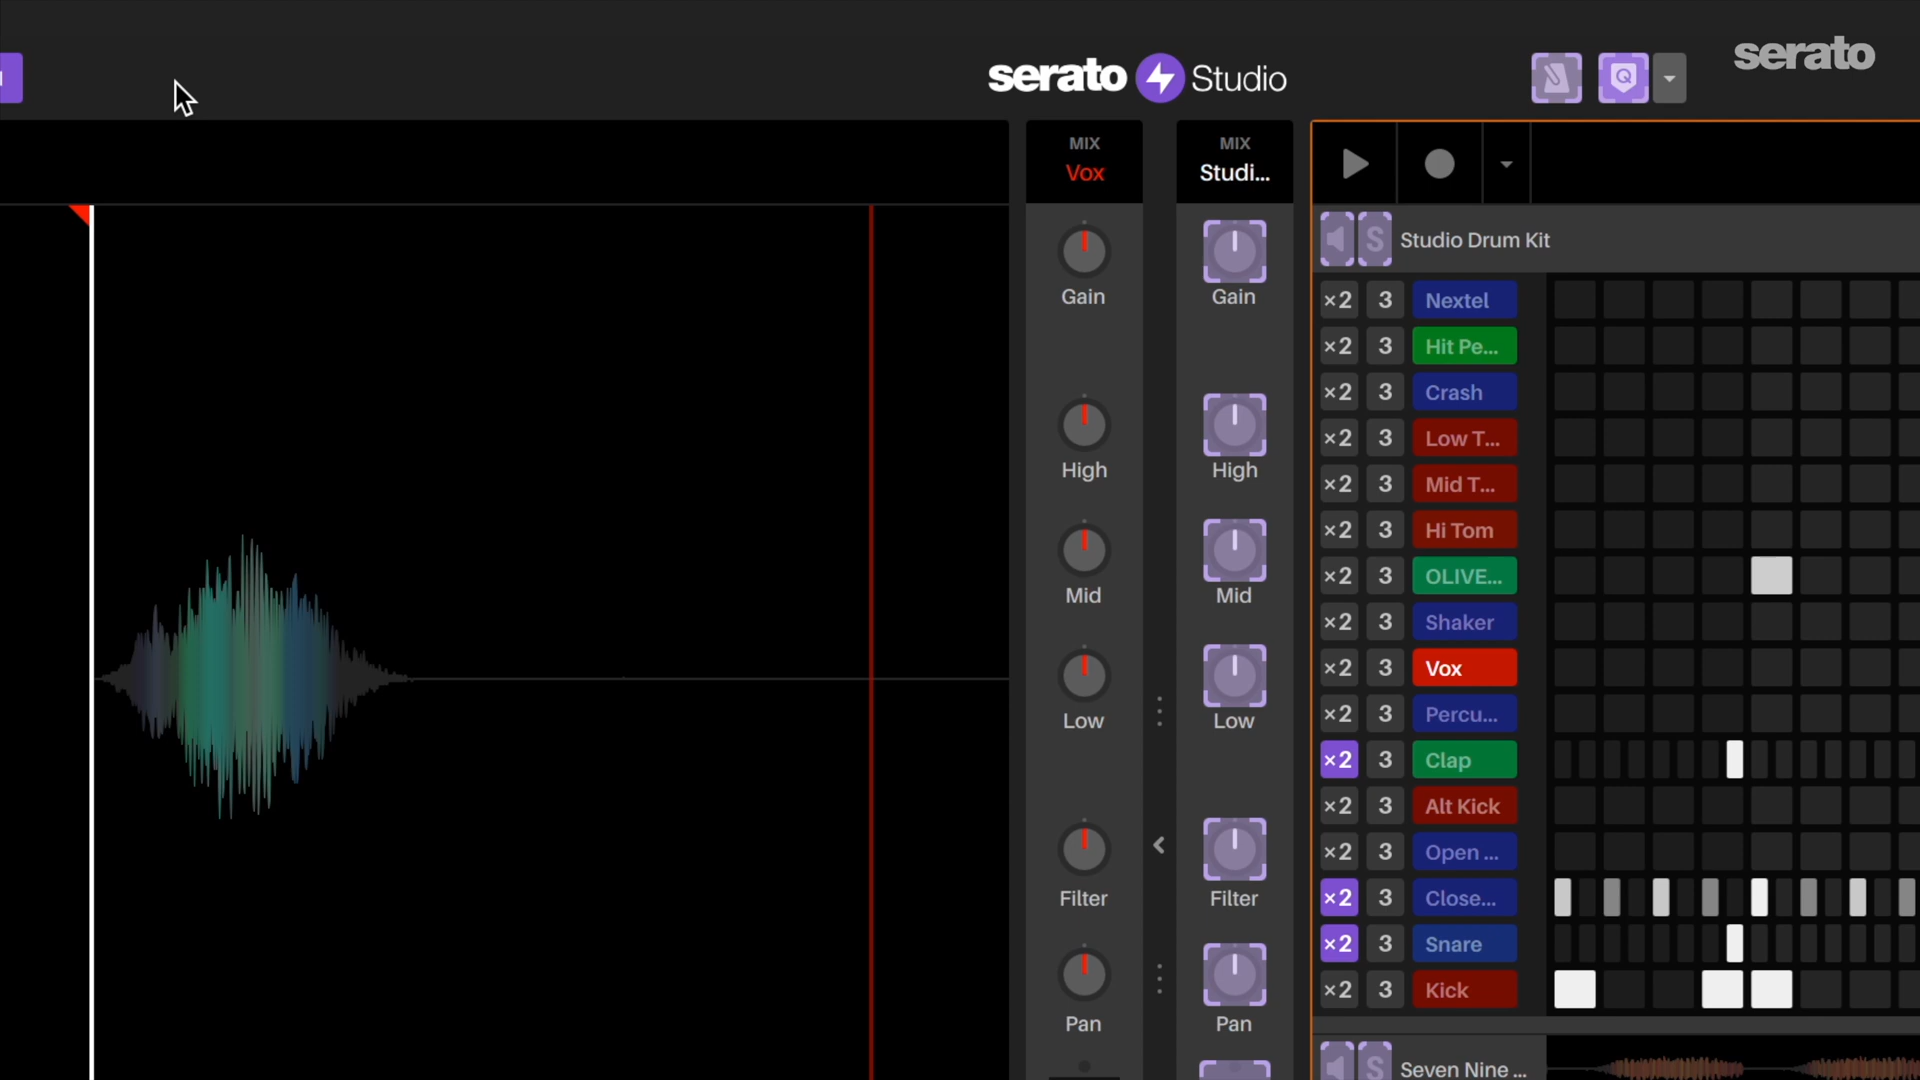 serato Studio
Q
serato
MIX
Vox
MIX
Studi...
S
Studio Drum Kit
Gain
Gain
High
High
Mid
Mid
Low
Low
Filter
Filter
Pan
Pan
×2 3 Nextel
×2 3 Hit Pe...
×2 3 Crash
×2 3 Low T...
×2 3 Mid T...
×2 3 Hi Tom
×2 3 OLIVE...
×2 3 Shaker
×2 3 Vox
×2 3 Percu...
×2 3 Clap
×2 3 Alt Kick
×2 3 Open ...
×2 3 Close...
×2 3 Snare
×2 3 Kick
S
Seven Nine ...